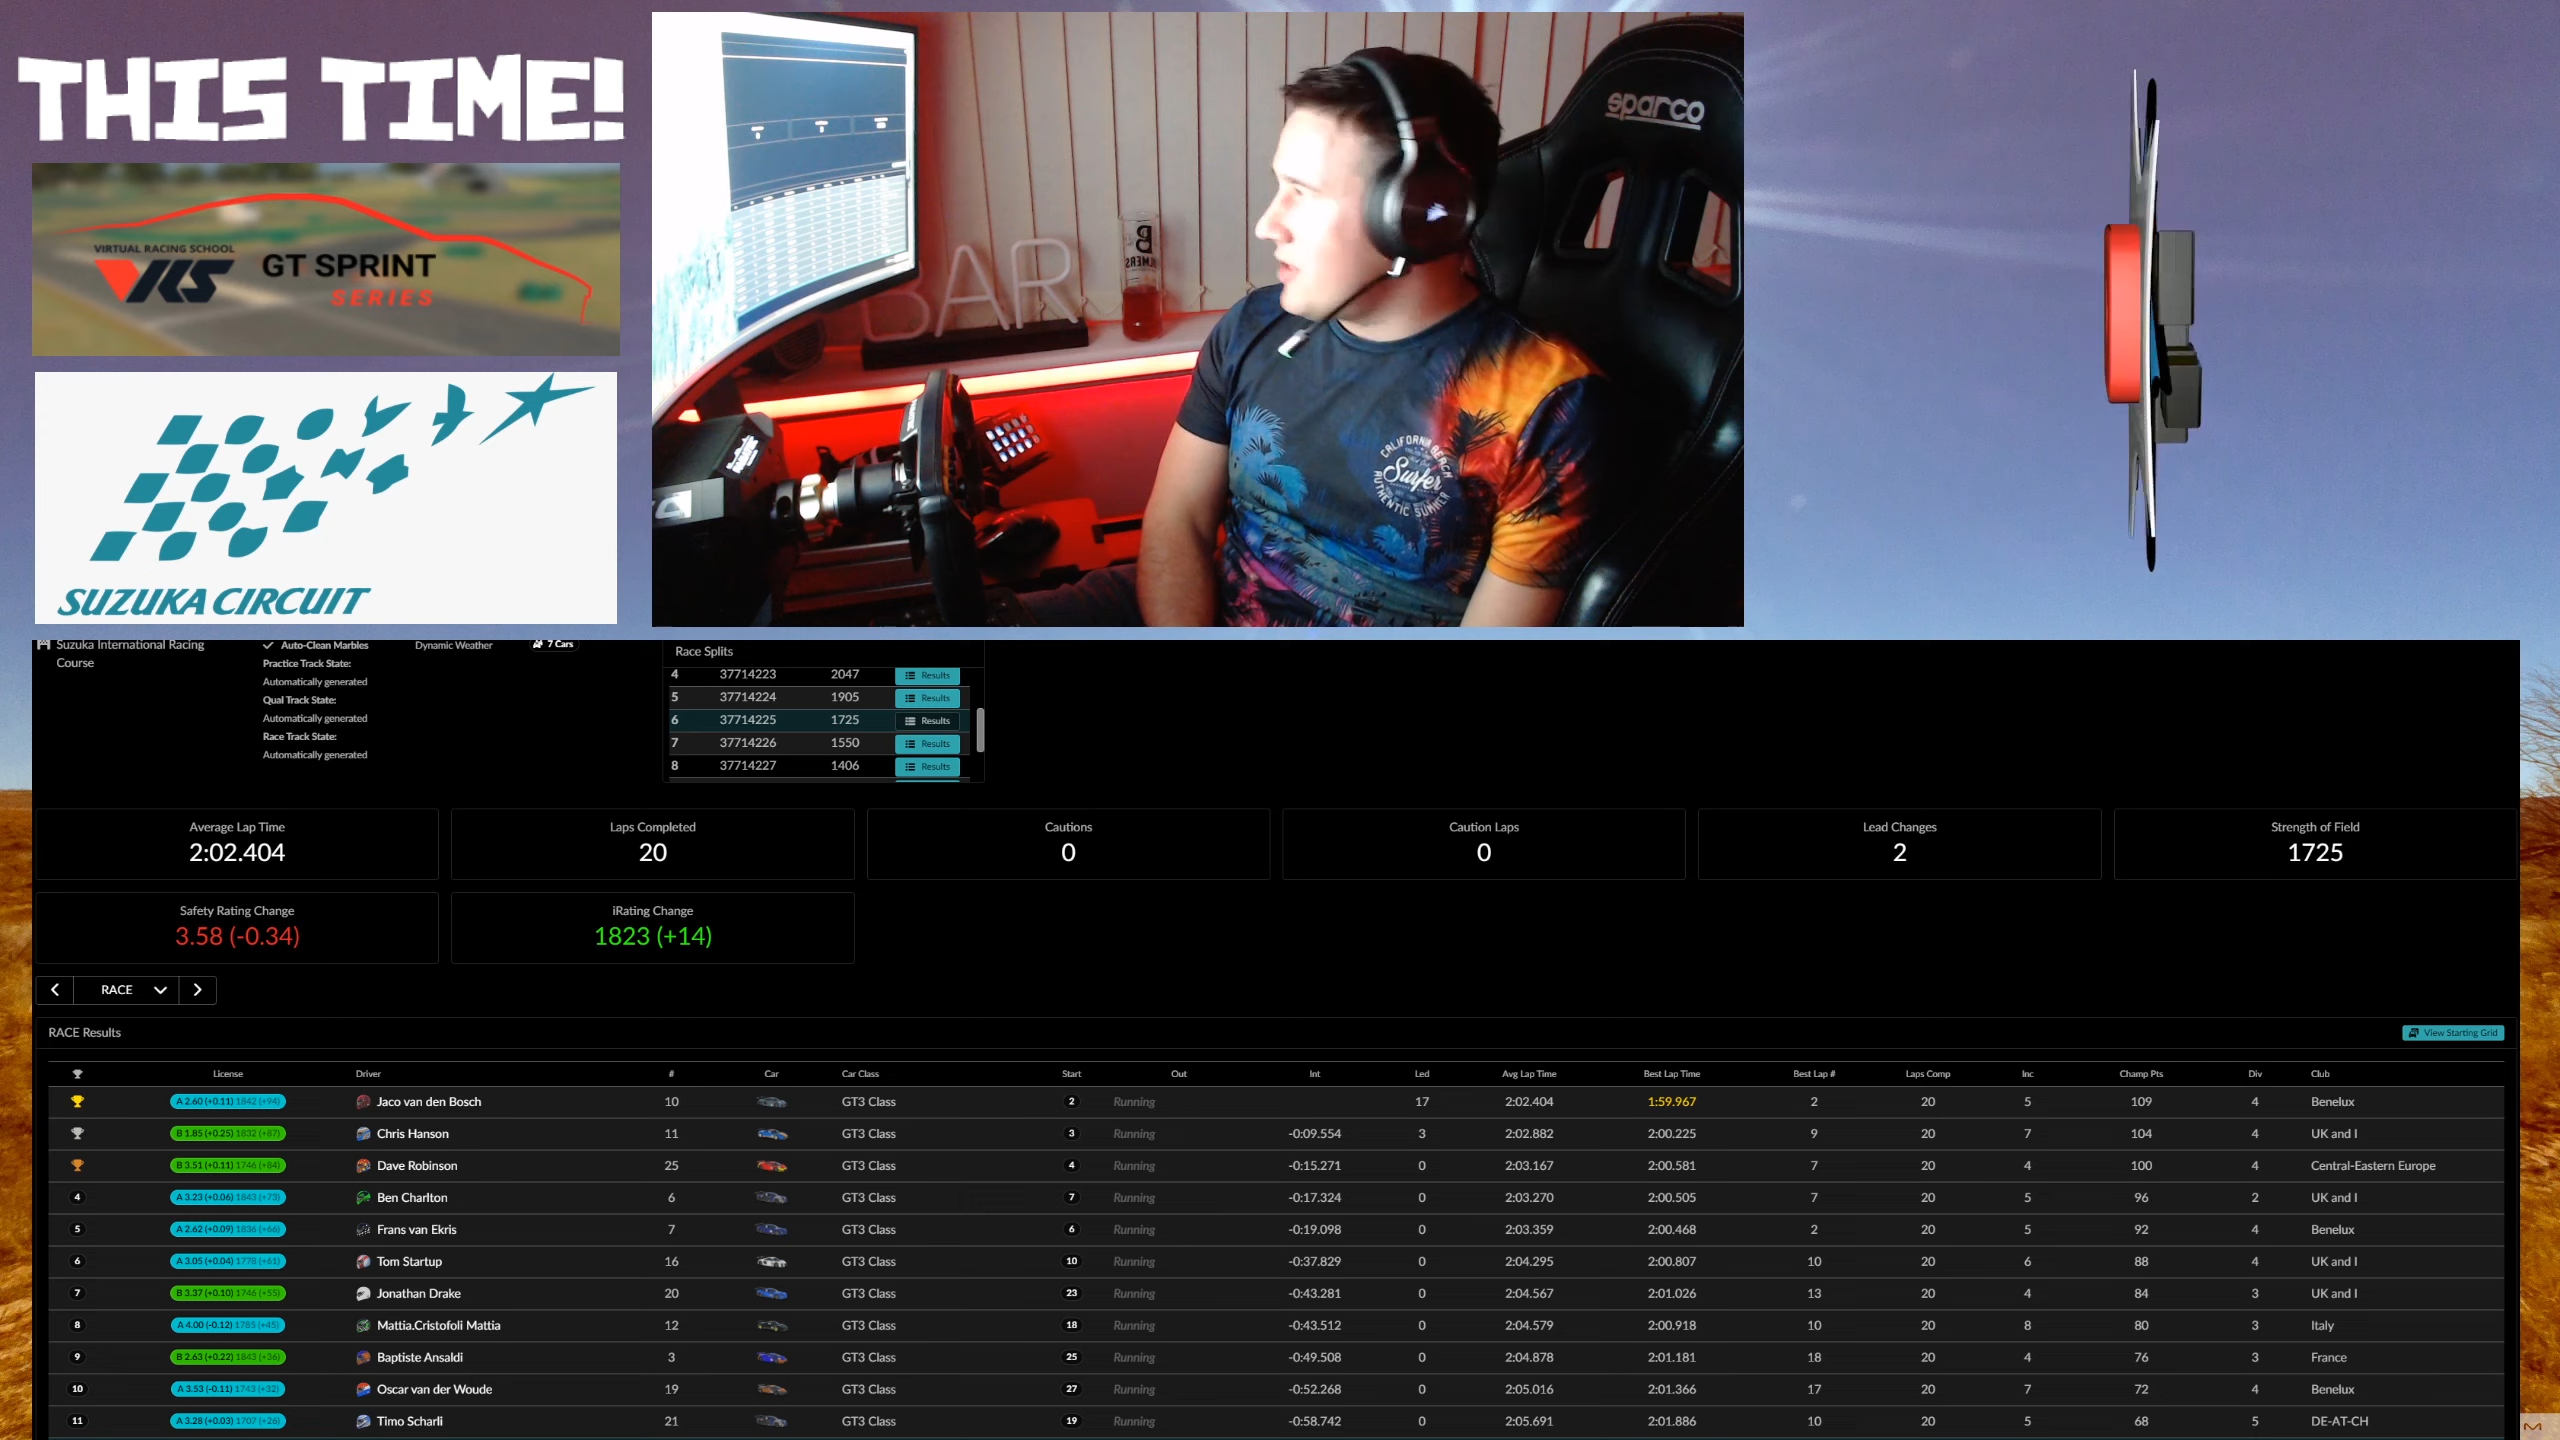 THIS TIME!
VIRTUAL RACING SCHOOL
VRS GT SPRINT
SERIES
SUZUKA CIRCUIT
sparco
BAR
CALIFORNIA BEACH
Surfer
AUTHENTIC SUMMER
Suzuka International Racing
Course
Auto-Clean Marbles
Practice Track State:
Automatically generated
Qual Track State:
Automatically generated
Race Track State:
Automatically generated
Dynamic Weather
7 Cars
Race Splits
4 37714223 2047 Results
5 37714224 1905 Results
6 37714225 1725 Results
7 37714226 1550 Results
8 37714227 1406 Results
Average Lap Time
2:02.404
Laps Completed
20
Cautions
0
Caution Laps
0
Lead Changes
2
Strength of Field
1725
Safety Rating Change
3.58 (-0.34)
iRating Change
1823 (+14)
RACE
RACE Results
View Starting Grid
License Driver # Car Car Class Start Out Int Led Avg Lap Time Best Lap Time Best Lap # Laps Comp Inc Champ Pts Div Club
A 2.60 (+0.11) 1842 (+94) Jaco van den Bosch 10 GT3 Class 2 Running 17 2:02.404 1:59.967 2 20 5 109 4 Benelux
B 1.85 (+0.25) 1832 (+87) Chris Hanson 11 GT3 Class 3 Running -0:09.554 3 2:02.882 2:00.225 9 20 7 104 4 UK and I
B 3.51 (+0.11) 1746 (+84) Dave Robinson 25 GT3 Class 4 Running -0:15.271 0 2:03.167 2:00.581 7 20 4 100 4 Central-Eastern Europe
4 A 3.23 (+0.06) 1843 (+73) Ben Charlton 6 GT3 Class 7 Running -0:17.324 0 2:03.270 2:00.505 7 20 5 96 2 UK and I
5 A 2.62 (+0.09) 1836 (+66) Frans van Ekris 7 GT3 Class 6 Running -0:19.098 0 2:03.359 2:00.468 2 20 5 92 4 Benelux
6 A 3.05 (+0.04) 1778 (+61) Tom Startup 16 GT3 Class 10 Running -0:37.829 0 2:04.295 2:00.807 10 20 6 88 4 UK and I
7 B 3.37 (+0.10) 1746 (+55) Jonathan Drake 20 GT3 Class 23 Running -0:43.281 0 2:04.567 2:01.026 13 20 4 84 3 UK and I
8 A 4.00 (-0.12) 1785 (+45) Mattia.Cristofoli Mattia 12 GT3 Class 18 Running -0:43.512 0 2:04.579 2:00.918 10 20 8 80 3 Italy
9 B 2.63 (+0.22) 1843 (+36) Baptiste Ansaldi 3 GT3 Class 25 Running -0:49.508 0 2:04.878 2:01.181 18 20 4 76 3 France
10 A 3.53 (-0.11) 1743 (+32) Oscar van der Woude 19 GT3 Class 27 Running -0:52.268 0 2:05.016 2:01.366 17 20 7 72 4 Benelux
11 A 3.28 (+0.03) 1707 (+26) Timo Scharli 21 GT3 Class 19 Running -0:58.742 0 2:05.691 2:01.886 10 20 5 68 5 DE-AT-CH